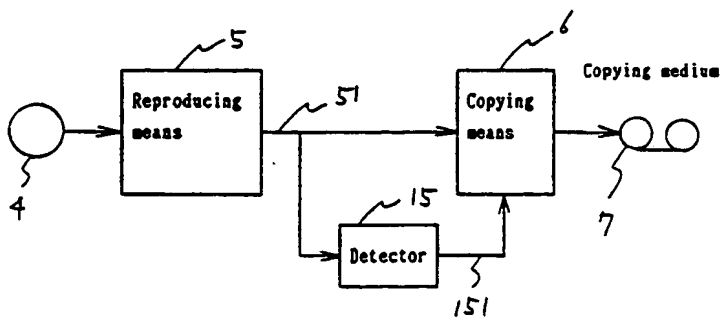 5
6
Copying medium
Reproducing
means
51
Copying
means
4
15
7
Detector
151